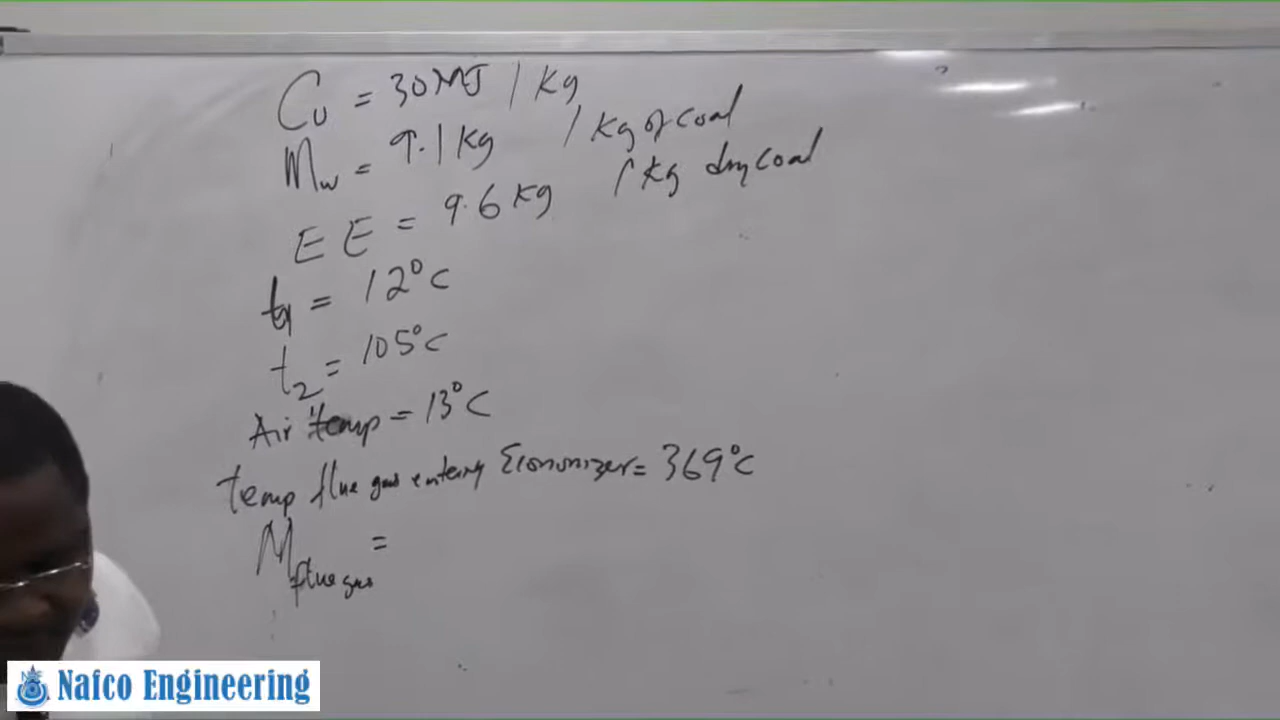 Cv = 30MJ / Kg
Mw = 9.1 Kg / Kg of coal
EE = 9.6 Kg / Kg dry coal
t1 = 12°C
t2 = 105°C
Air temp = 13°C
temp flue gas entering Economizer = 369°C
M flue gas =
Nafco Engineering